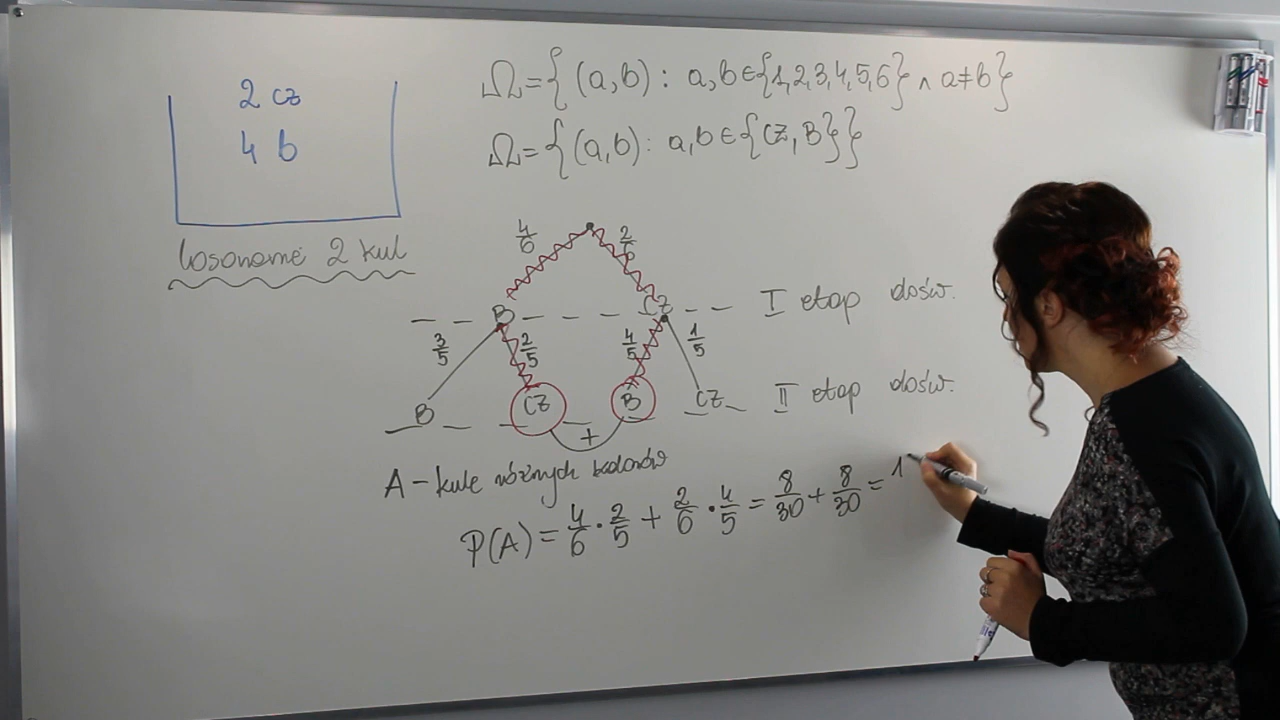 2 cz
4 b
losowanie 2 kul
Ω={(a,b): a,b∈{1,2,3,4,5,6} ∧ a≠b}
Ω={(a,b): a,b∈{CZ,B}}
4/6 2/6
B CZ I etap dośw.
3/5 2/5 4/5 1/5
B CZ B CZ II etap dośw.
+
A - kule różnych kolorów
P(A) = 4/6 · 2/5 + 2/6 · 4/5 = 8/30 + 8/30 = 1